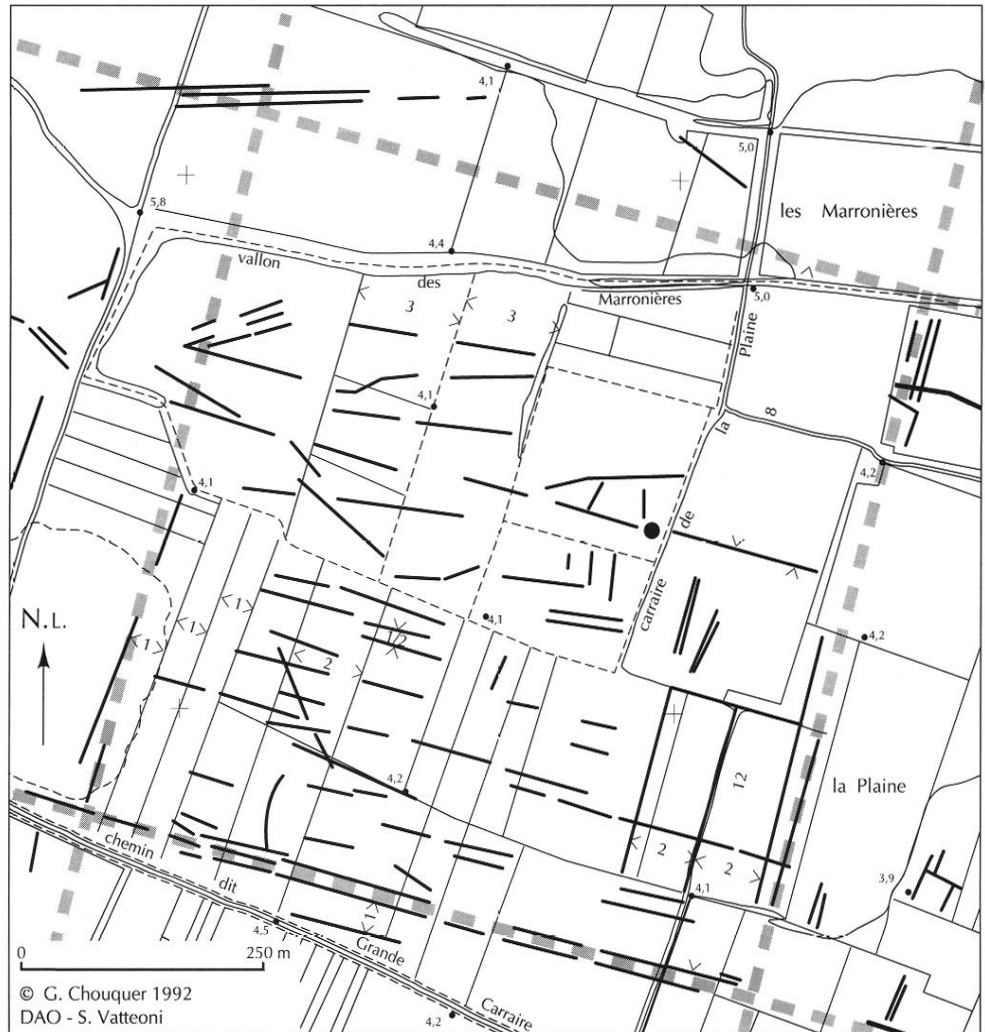 4,1
5,0
5,8
les Marronières
4,4
vallon
des
Marronières
5,0
3
3
Plaine
la
8
4,1
4,2
4,1
de
carraire
N.L.
1
1
1
4,1
4,2
1/2
2
12
la Plaine
4,2
2
2
3,9
4,1
chemin
dit
1
4,5
Grande
Carraire
4,2
0
250 m
© G. Chouquer 1992
DAO - S. Vatteoni